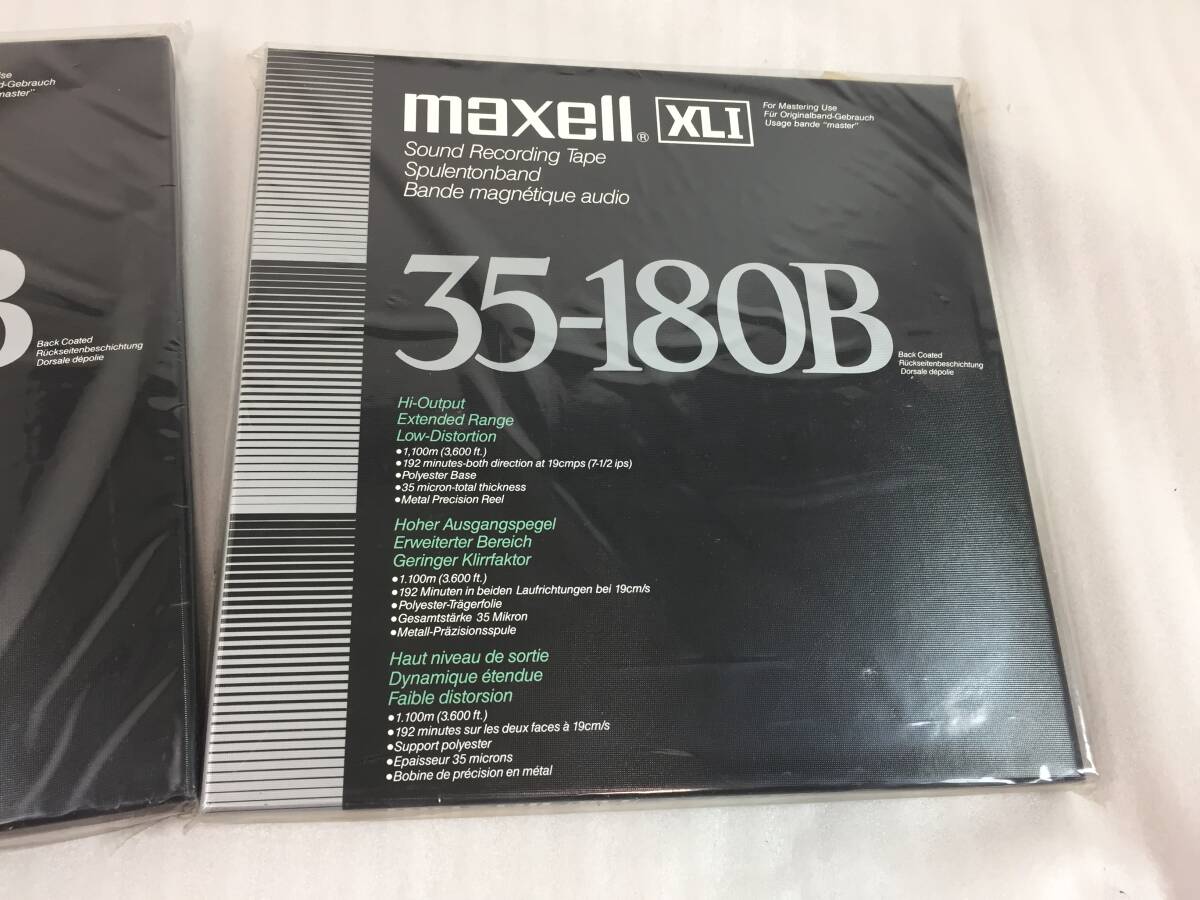 d-Gebrauch
master"
B
Back Coated
Rückseitenbeschichtung
Dorsale dépolie
maxell® XLI
For Mastering Use
Für Originalband-Gebrauch
Usage bande "master"
Sound Recording Tape
Spulentonband
Bande magnétique audio
35-180B
Back Coated
Rückseitenbeschichtung
Dorsale dépolie
Hi-Output
Extended Range
Low-Distortion
●1,100m (3,600 ft.)
●192 minutes-both direction at 19cmps (7-1/2 ips)
●Polyester Base
●35 micron-total thickness
●Metal Precision Reel
Hoher Ausgangspegel
Erweiterter Bereich
Geringer Klirrfaktor
●1.100m (3.600 ft.)
●192 Minuten in beiden Laufrichtungen bei 19cm/s
●Polyester-Trägerfolie
●Gesamtstärke 35 Mikron
●Metall-Präzisionsspule
Haut niveau de sortie
Dynamique étendue
Faible distorsion
●1.100m (3.600 ft.)
●192 minutes sur les deux faces à 19cm/s
●Support polyester
●Epaisseur 35 microns
●Bobine de précision en métal